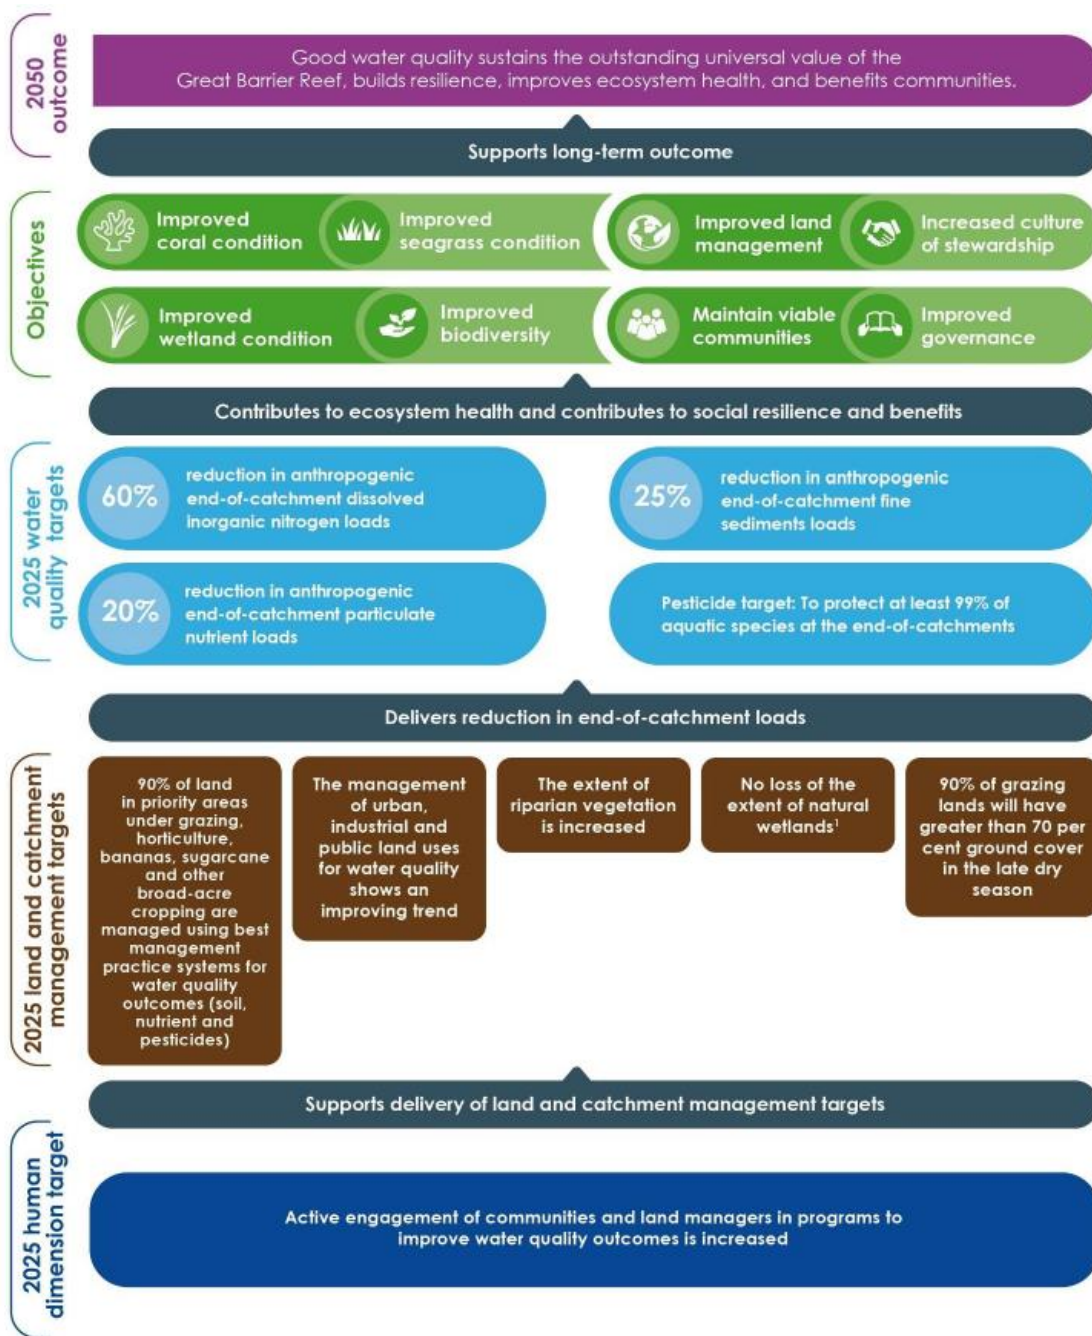 2050
outcome
Good water quality sustains the outstanding universal value of the
Great Barrier Reef, builds resilience, improves ecosystem health, and benefits communities.
Supports long-term outcome
Objectives
Improved
coral condition
Improved
seagrass condition
Improved land
management
Increased culture
of stewardship
Improved
wetland condition
Improved
biodiversity
Maintain viable
communities
Improved
governance
Contributes to ecosystem health and contributes to social resilience and benefits
2025 water
quality targets
60%
reduction in anthropogenic
end-of-catchment dissolved
inorganic nitrogen loads
25%
reduction in anthropogenic
end-of-catchment fine
sediments loads
20%
reduction in anthropogenic
end-of-catchment particulate
nutrient loads
Pesticide target: To protect at least 99% of
aquatic species at the end-of-catchments
Delivers reduction in end-of-catchment loads
2025 land and catchment
management targets
90% of land
in priority areas
under grazing,
horticulture,
bananas, sugarcane
and other
broad-acre
cropping are
managed using best
management
practice systems for
water quality
outcomes (soil,
nutrient and
pesticides)
The management
of urban,
industrial and
public land uses
for water quality
shows an
improving trend
The extent of
riparian vegetation
is increased
No loss of the
extent of natural
wetlands¹
90% of grazing
lands will have
greater than 70 per
cent ground cover
in the late dry
season
Supports delivery of land and catchment management targets
2025 human
dimension target
Active engagement of communities and land managers in programs to
improve water quality outcomes is increased